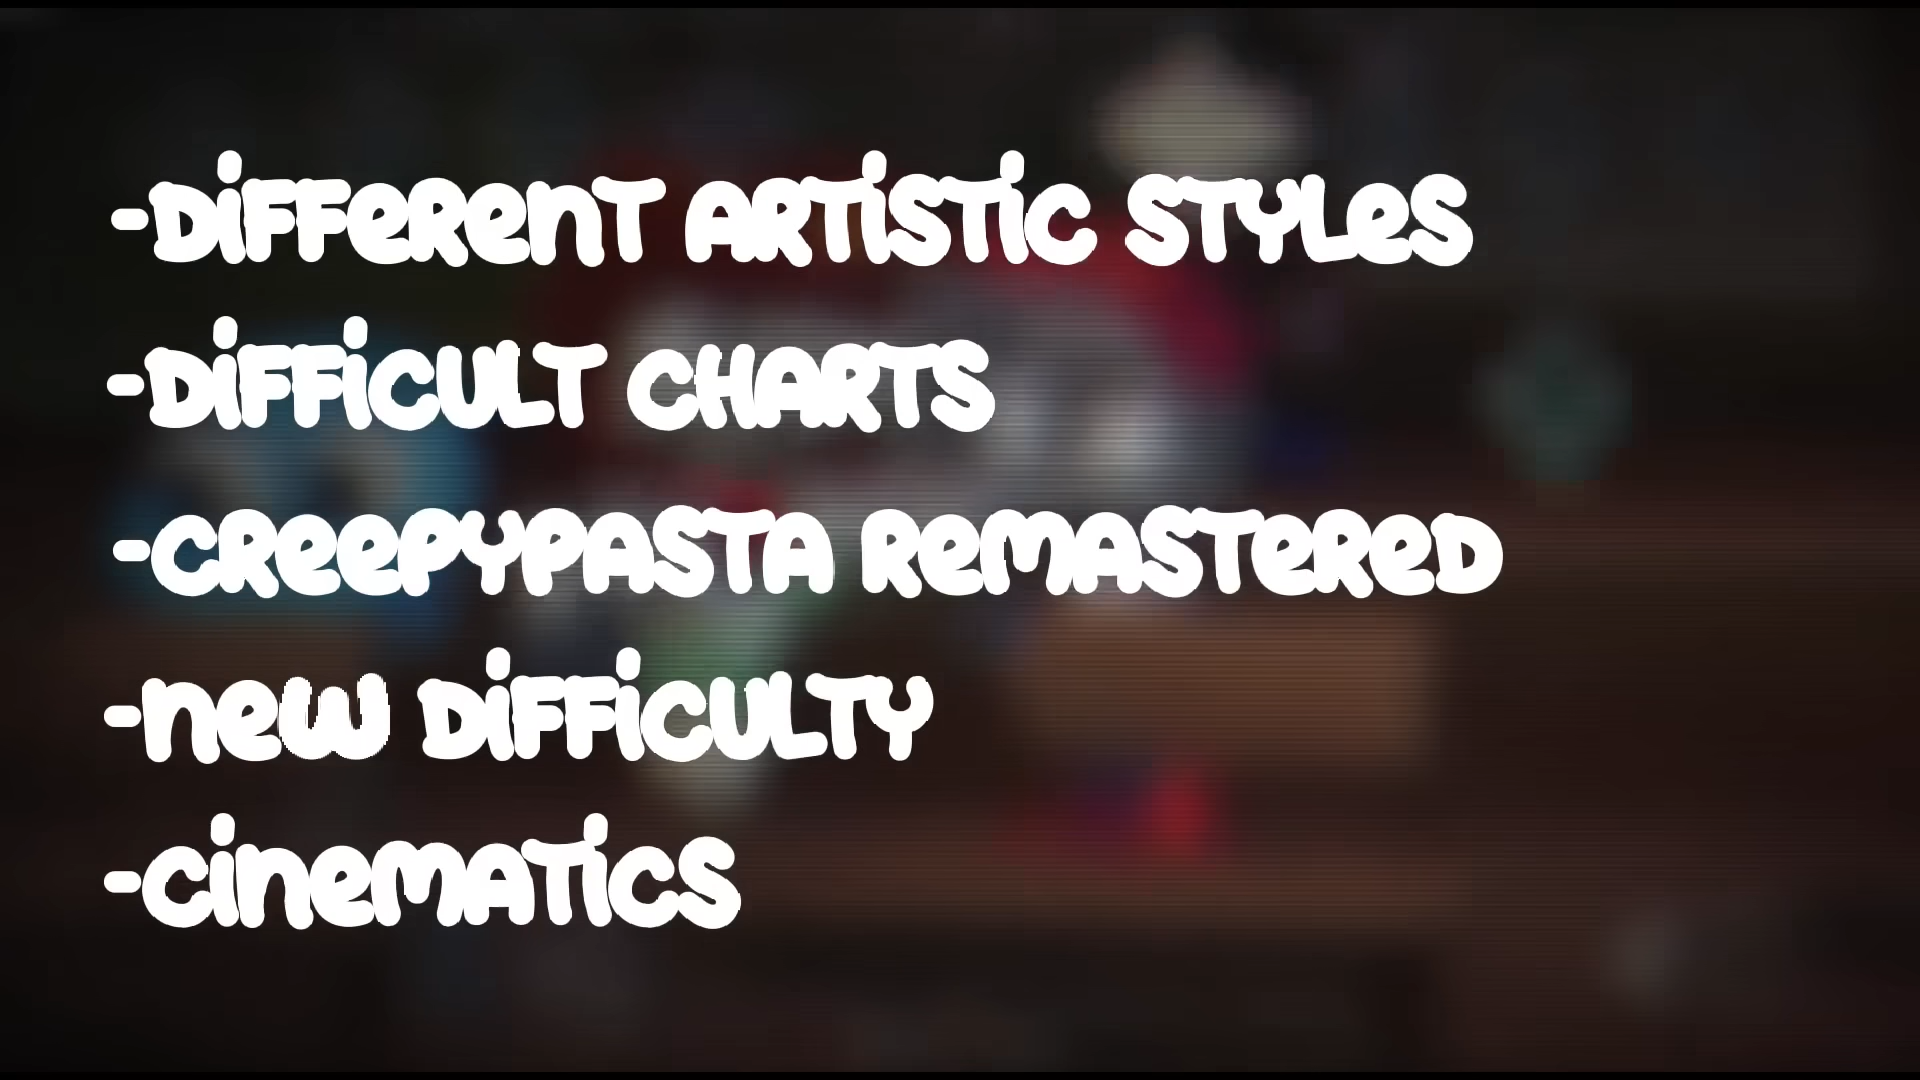 -Different Artistic Styles
-Difficult Charts
-Creepypasta Remastered
-New Difficulty
-Cinematics